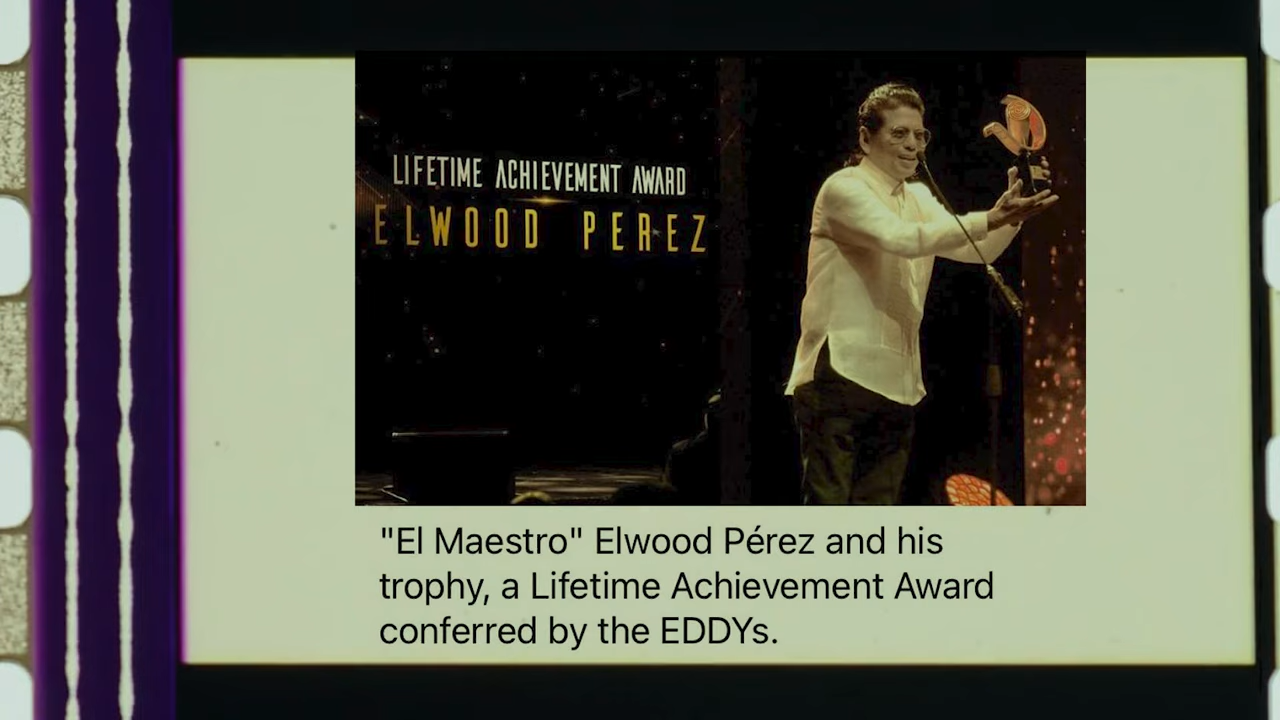 LIFETIME ACHIEVEMENT AWARD
ELWOOD PEREZ
"El Maestro" Elwood Pérez and his
trophy, a Lifetime Achievement Award
conferred by the EDDYs.